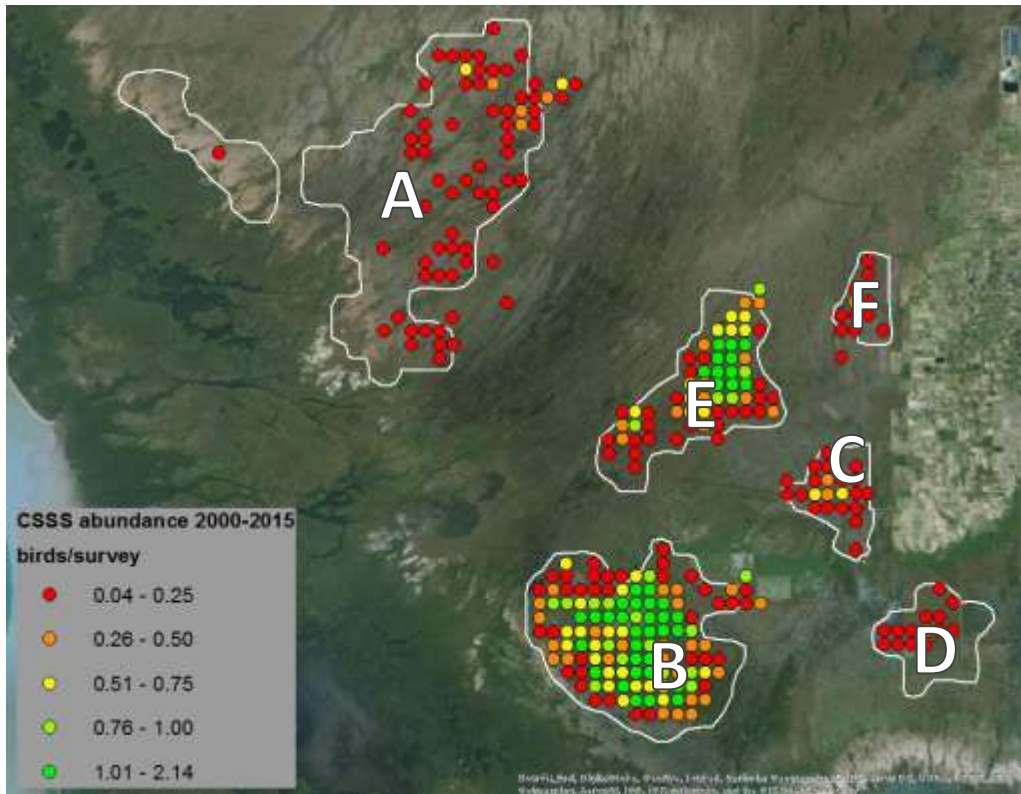 A
F
E
C
B
D
CSSS abundance 2000-2015
birds/survey
0.04 - 0.25
0.26 - 0.50
0.51 - 0.75
0.76 - 1.00
1.01 - 2.14